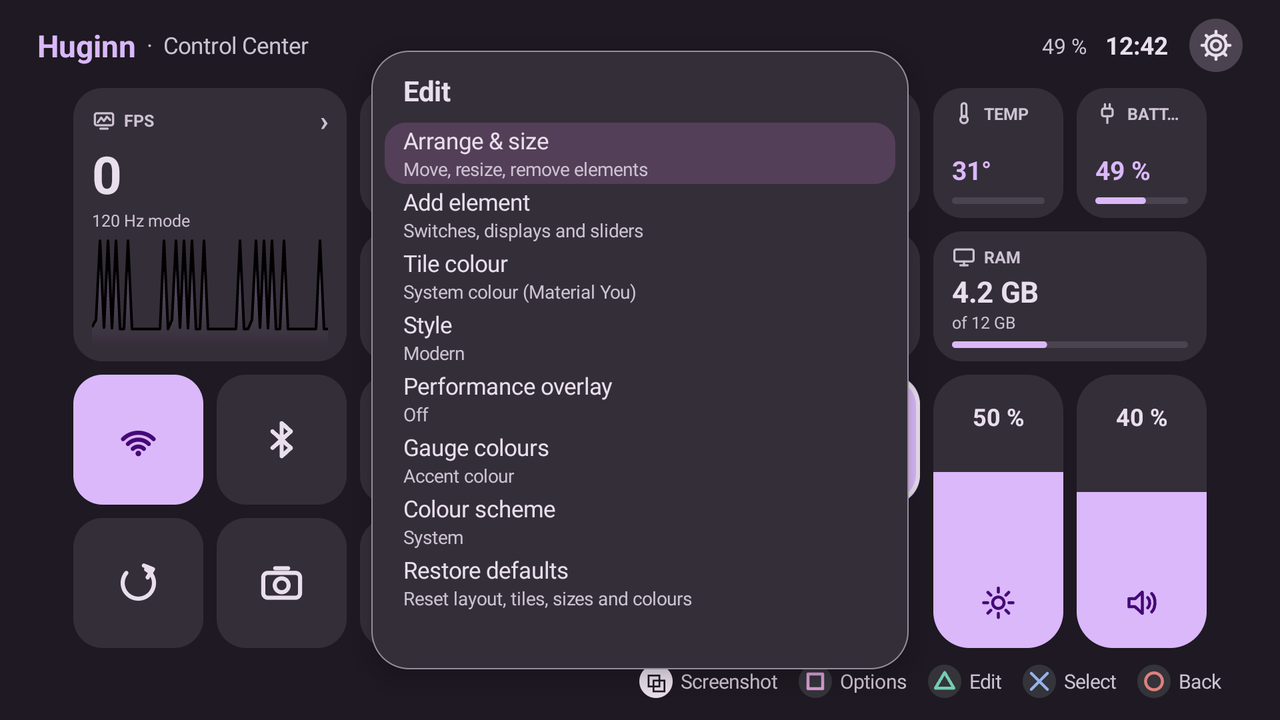 Huginn · Control Center
49 % 12:42
FPS ›
0
120 Hz mode
Edit
Arrange & size
Move, resize, remove elements
Add element
Switches, displays and sliders
Tile colour
System colour (Material You)
Style
Modern
Performance overlay
Off
Gauge colours
Accent colour
Colour scheme
System
Restore defaults
Reset layout, tiles, sizes and colours
TEMP
31°
BATT...
49 %
RAM
4.2 GB
of 12 GB
50 %
40 %
Screenshot Options Edit Select Back